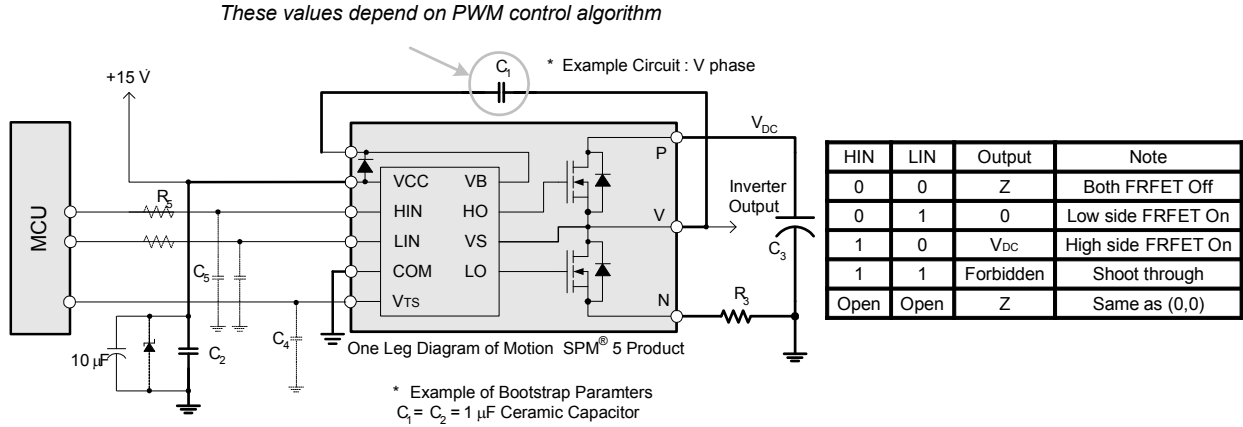 These values depend on PWM control algorithm
C1
* Example Circuit : V phase
+15 V
VDC
P
R5
VCC VB
HIN HO
LIN VS
COM LO
VTS
V
N
Inverter
Output
C3
R3
MCU
C5
C4
10 μF
C2
One Leg Diagram of Motion SPM® 5 Product
* Example of Bootstrap Paramters
C1 = C2 = 1 μF Ceramic Capacitor
HIN LIN Output Note
0 0 Z Both FRFET Off
0 1 0 Low side FRFET On
1 0 VDC High side FRFET On
1 1 Forbidden Shoot through
Open Open Z Same as (0,0)